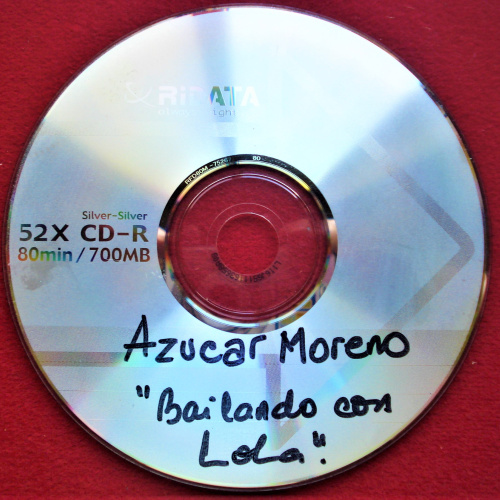 RiDATA
Silver-Silver
52X CD-R
80min/700MB
Azucar Moreno
"Bailando con
Lola".